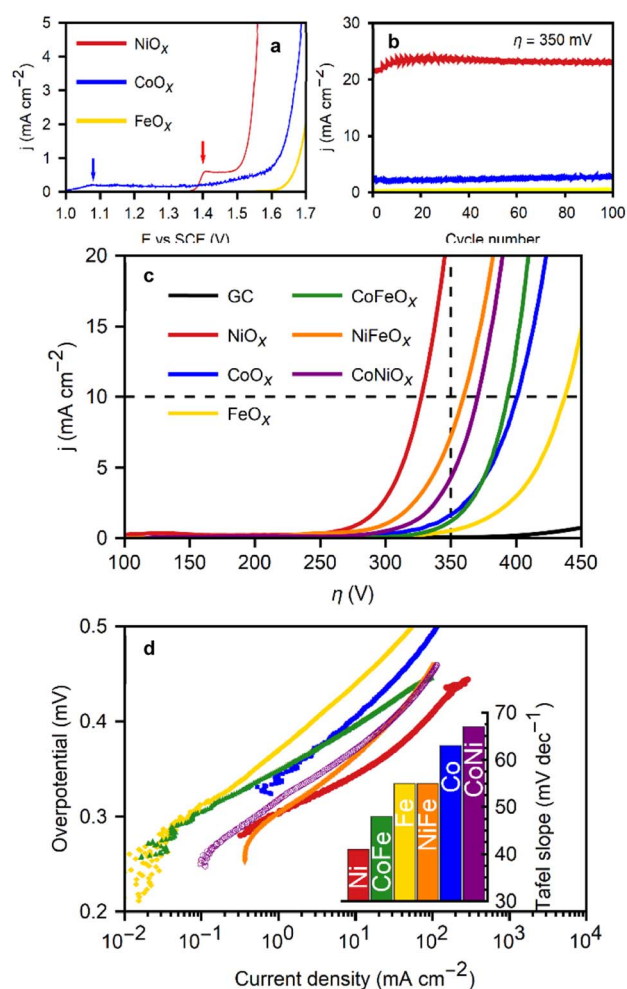 a
NiOx
CoOx
FeOx
j (mA cm−2)
5
4
3
2
1
0
1.0 1.1 1.2 1.3 1.4 1.5 1.6 1.7
E vs SCE (V)
b
η = 350 mV
j (mA cm−2)
30
20
10
0
0 20 40 60 80 100
Cycle number
c
GC CoFeOx
NiOx NiFeOx
CoOx CoNiOx
FeOx
j (mA cm−2)
20
15
10
5
0
100 150 200 250 300 350 400 450
η (V)
d
Overpotential (mV)
0.5
0.4
0.3
0.2
10−2 10−1 100 101 102 103 104
Current density (mA cm−2)
Ni
CoFe
Fe
NiFe
Co
CoNi
70
60
50
40
30
Tafel slope (mV dec−1)